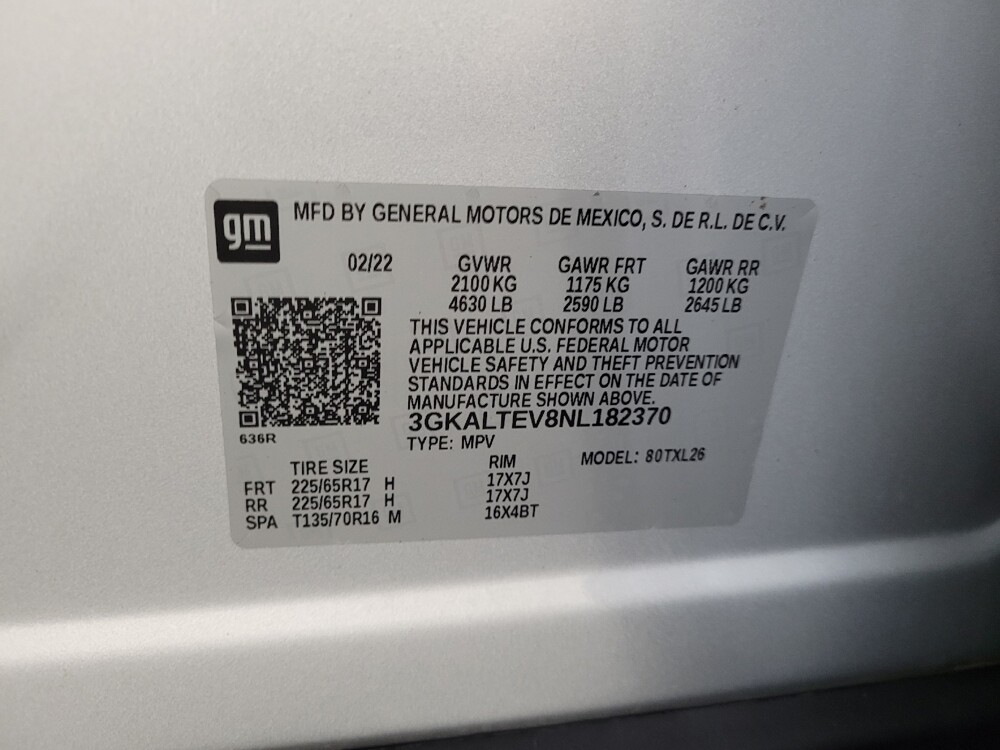 gm
MFD BY GENERAL MOTORS DE MEXICO, S. DE R.L. DE C.V.
02/22 GVWR GAWR FRT GAWR RR
2100 KG 1175 KG 1200 KG
4630 LB 2590 LB 2645 LB
THIS VEHICLE CONFORMS TO ALL
APPLICABLE U.S. FEDERAL MOTOR
VEHICLE SAFETY AND THEFT PREVENTION
STANDARDS IN EFFECT ON THE DATE OF
MANUFACTURE SHOWN ABOVE.
3GKALTEV8NL182370
636R
TYPE: MPV MODEL: 80TXL26
TIRE SIZE RIM
FRT 225/65R17 H 17X7J
RR 225/65R17 H 17X7J
SPA T135/70R16 M 16X4BT